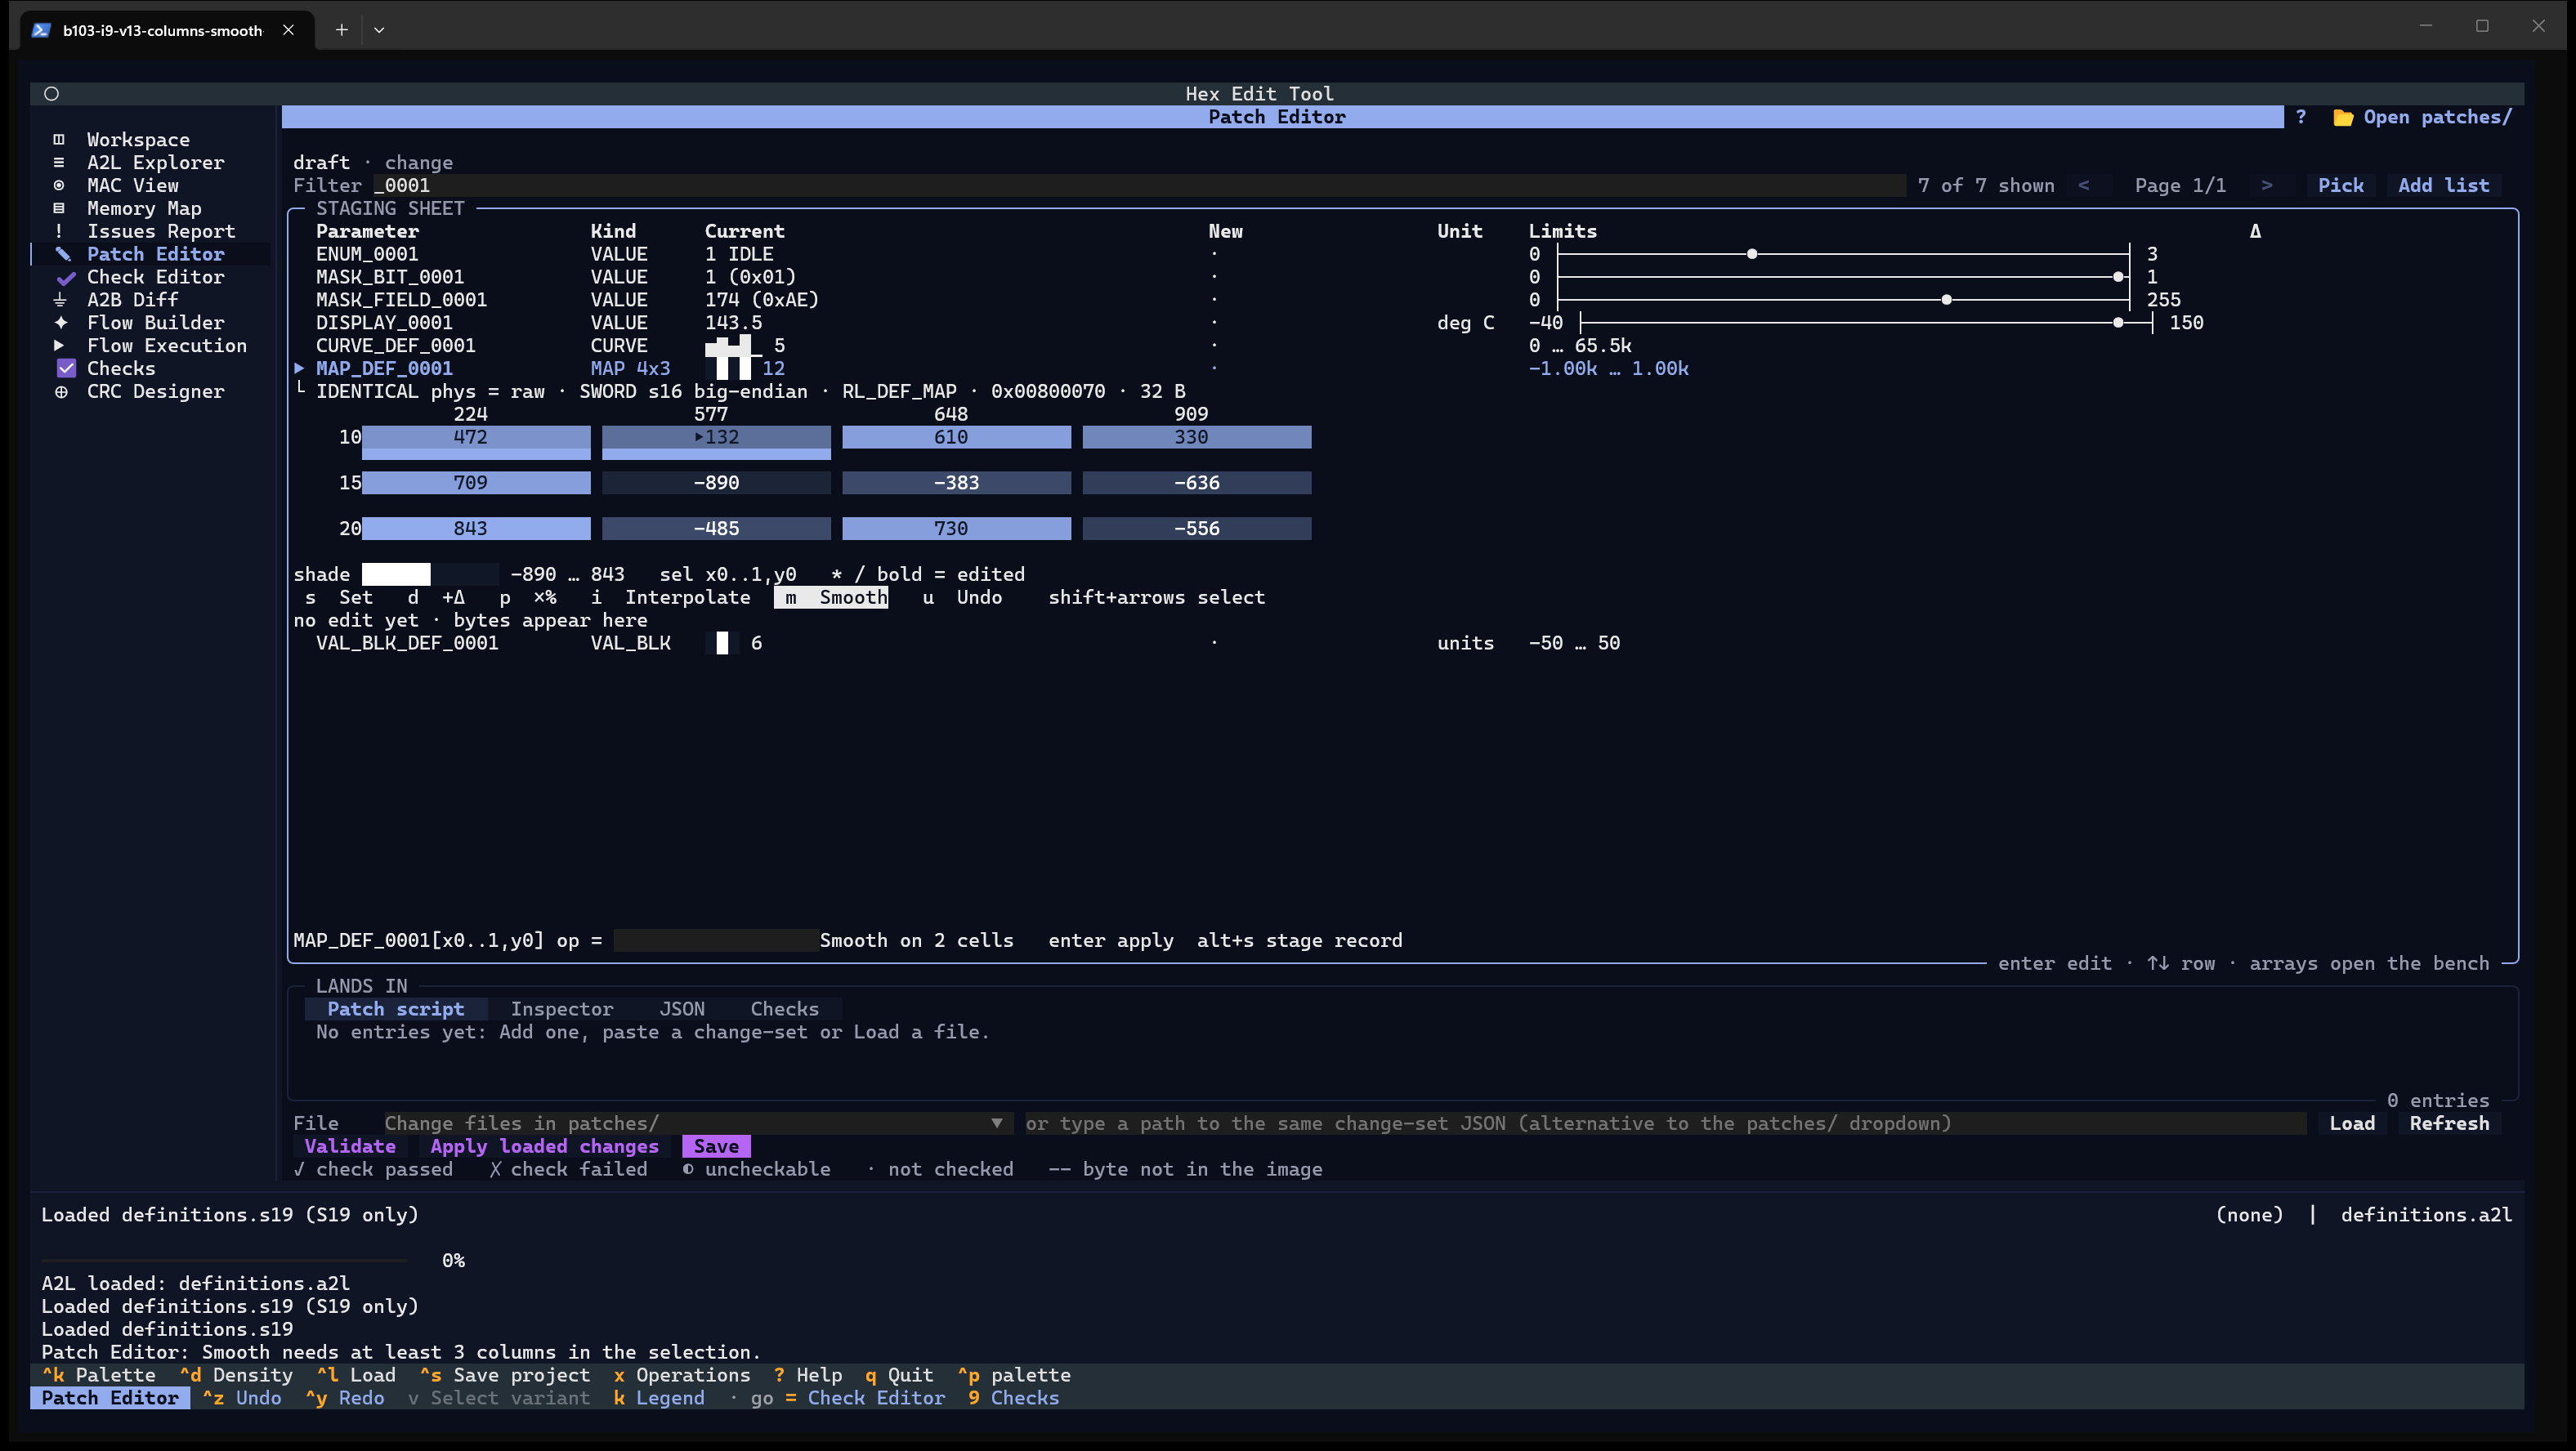 b103-i9-v13-columns-smooth
Hex Edit Tool
Patch Editor ? Open patches/
Workspace
A2L Explorer
MAC View
Memory Map
! Issues Report
Patch Editor
Check Editor
A2B Diff
Flow Builder
Flow Execution
Checks
CRC Designer
draft · change
Filter _0001 7 of 7 shown < Page 1/1 > Pick Add list
STAGING SHEET
Parameter Kind Current New Unit Limits Δ
ENUM_0001 VALUE 1 IDLE · 0 3
MASK_BIT_0001 VALUE 1 (0x01) · 0 1
MASK_FIELD_0001 VALUE 174 (0xAE) · 0 255
DISPLAY_0001 VALUE 143.5 · deg C -40 150
CURVE_DEF_0001 CURVE 5 · 0 … 65.5k
▶ MAP_DEF_0001 MAP 4x3 12 · -1.00k … 1.00k
└ IDENTICAL phys = raw · SWORD s16 big-endian · RL_DEF_MAP · 0x00800070 · 32 B
224 577 648 909
10 472 ▸132 610 330
15 709 -890 -383 -636
20 843 -485 730 -556
shade -890 … 843 sel x0..1,y0 * / bold = edited
s Set d +Δ p ×% i Interpolate m Smooth u Undo shift+arrows select
no edit yet · bytes appear here
VAL_BLK_DEF_0001 VAL_BLK 6 · units -50 … 50
MAP_DEF_0001[x0..1,y0] op = Smooth on 2 cells enter apply alt+s stage record
enter edit · ↑↓ row · arrays open the bench
LANDS IN
Patch script Inspector JSON Checks
No entries yet: Add one, paste a change-set or Load a file.
0 entries
File Change files in patches/ ▼ or type a path to the same change-set JSON (alternative to the patches/ dropdown) Load Refresh
Validate Apply loaded changes Save
✓ check passed ✗ check failed ◐ uncheckable · not checked -- byte not in the image
Loaded definitions.s19 (S19 only) (none) | definitions.a2l
0%
A2L loaded: definitions.a2l
Loaded definitions.s19 (S19 only)
Loaded definitions.s19
Patch Editor: Smooth needs at least 3 columns in the selection.
^k Palette ^d Density ^l Load ^s Save project x Operations ? Help q Quit ^p palette
Patch Editor ^z Undo ^y Redo v Select variant k Legend · go = Check Editor 9 Checks